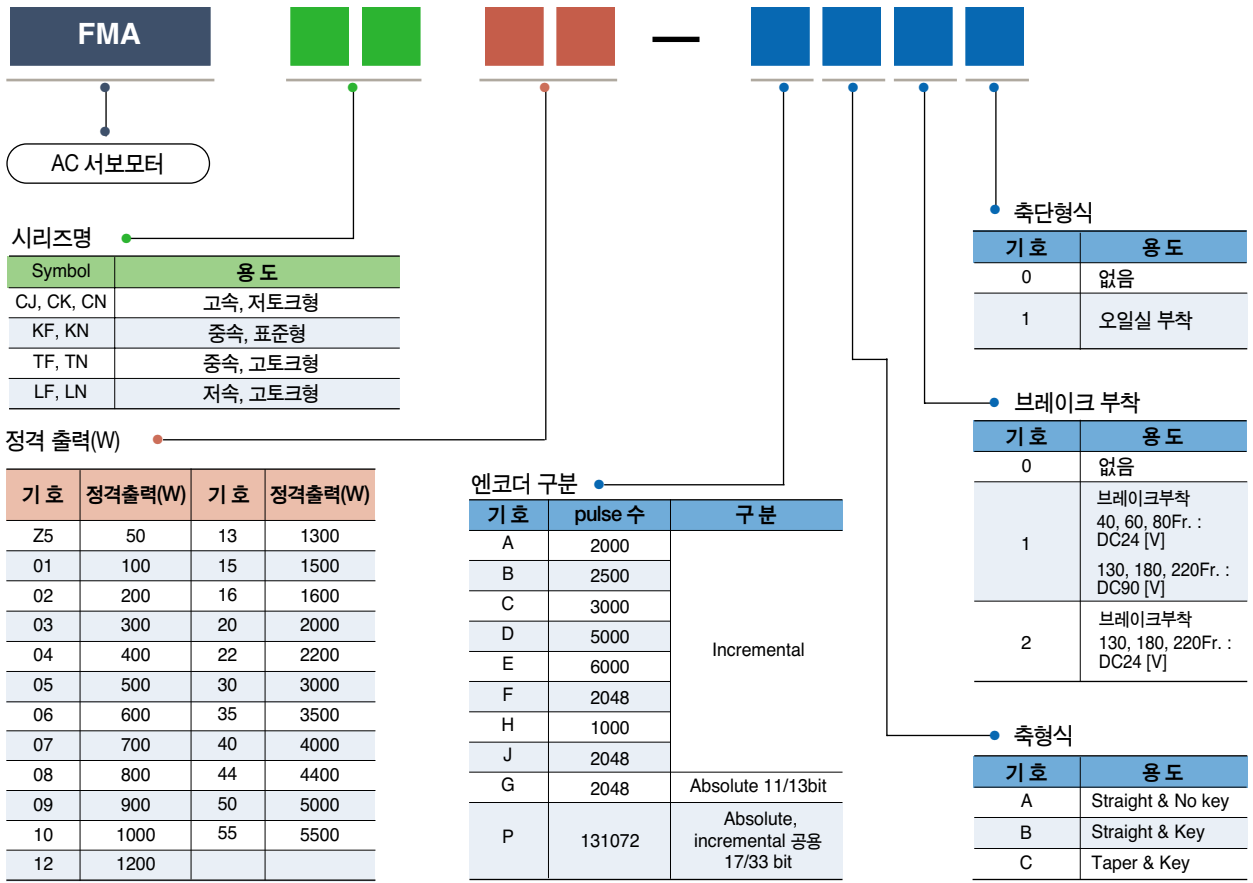 FMA
AC 서보모터
시리즈명
Symbol 용 도
CJ, CK, CN 고속, 저토크형
KF, KN 중속, 표준형
TF, TN 중속, 고토크형
LF, LN 저속, 고토크형
정격 출력(W)
기 호 정격출력(W) 기 호 정격출력(W)
Z5 50 13 1300
01 100 15 1500
02 200 16 1600
03 300 20 2000
04 400 22 2200
05 500 30 3000
06 600 35 3500
07 700 40 4000
08 800 44 4400
09 900 50 5000
10 1000 55 5500
12 1200
엔코더 구분
기 호 pulse 수 구 분
A 2000
B 2500
C 3000
D 5000
E 6000
F 2048
H 1000
J 2048
Incremental
G 2048 Absolute 11/13bit
P 131072
Absolute,
incremental 공용
17/33 bit
축단형식
기 호 용 도
0 없음
1 오일실 부착
브레이크 부착
기 호 용 도
0 없음
1
브레이크부착
40, 60, 80Fr. :
DC24 [V]
130, 180, 220Fr. :
DC90 [V]
2
브레이크부착
130, 180, 220Fr. :
DC24 [V]
축형식
기 호 용 도
A Straight & No key
B Straight & Key
C Taper & Key